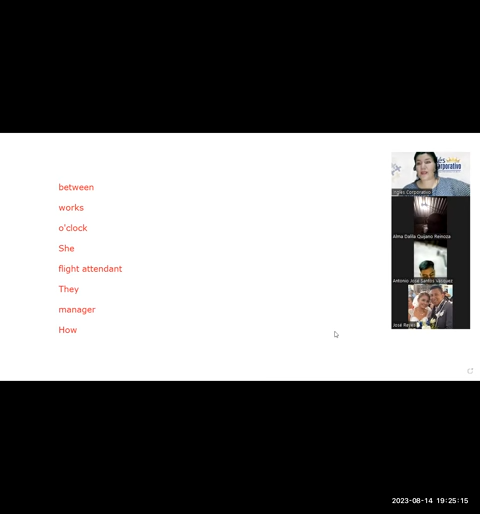 between
works
o'clock
She
flight attendant
They
manager
How
Inglés Corporativo
Alma Dalila Quijano Reinoza
Antonio José Santos Vazquez
José Reyes
2023-08-14 19:25:15